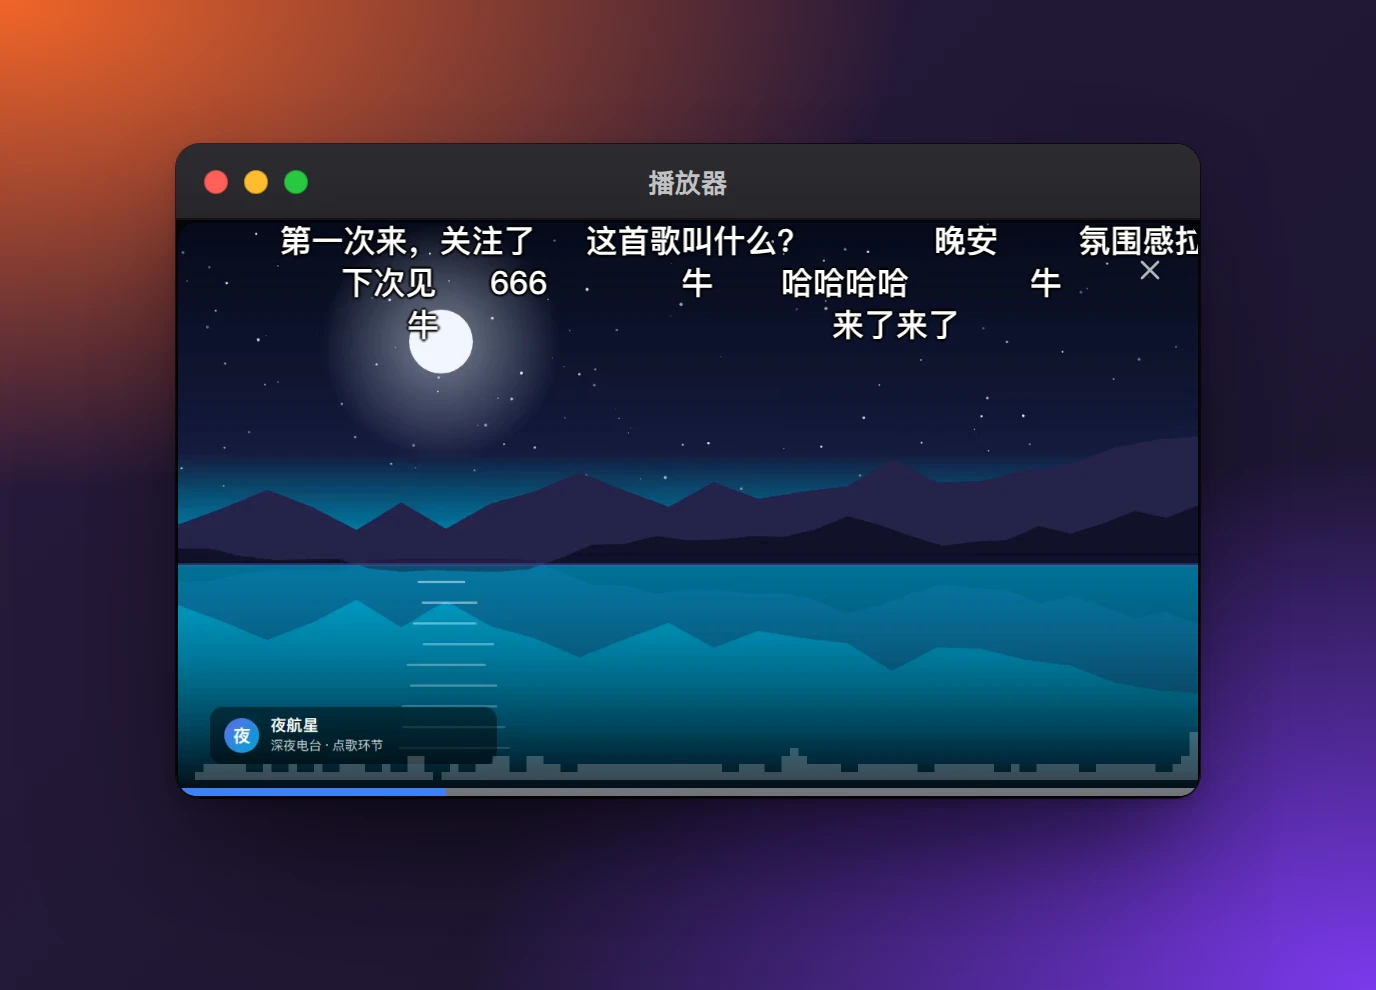 播放器
第一次来，关注了 这首歌叫什么? 晚安 氛围感拉
下次见 666 牛 哈哈哈哈 牛
牛 来了来了
夜
夜航星
深夜电台 · 点歌环节